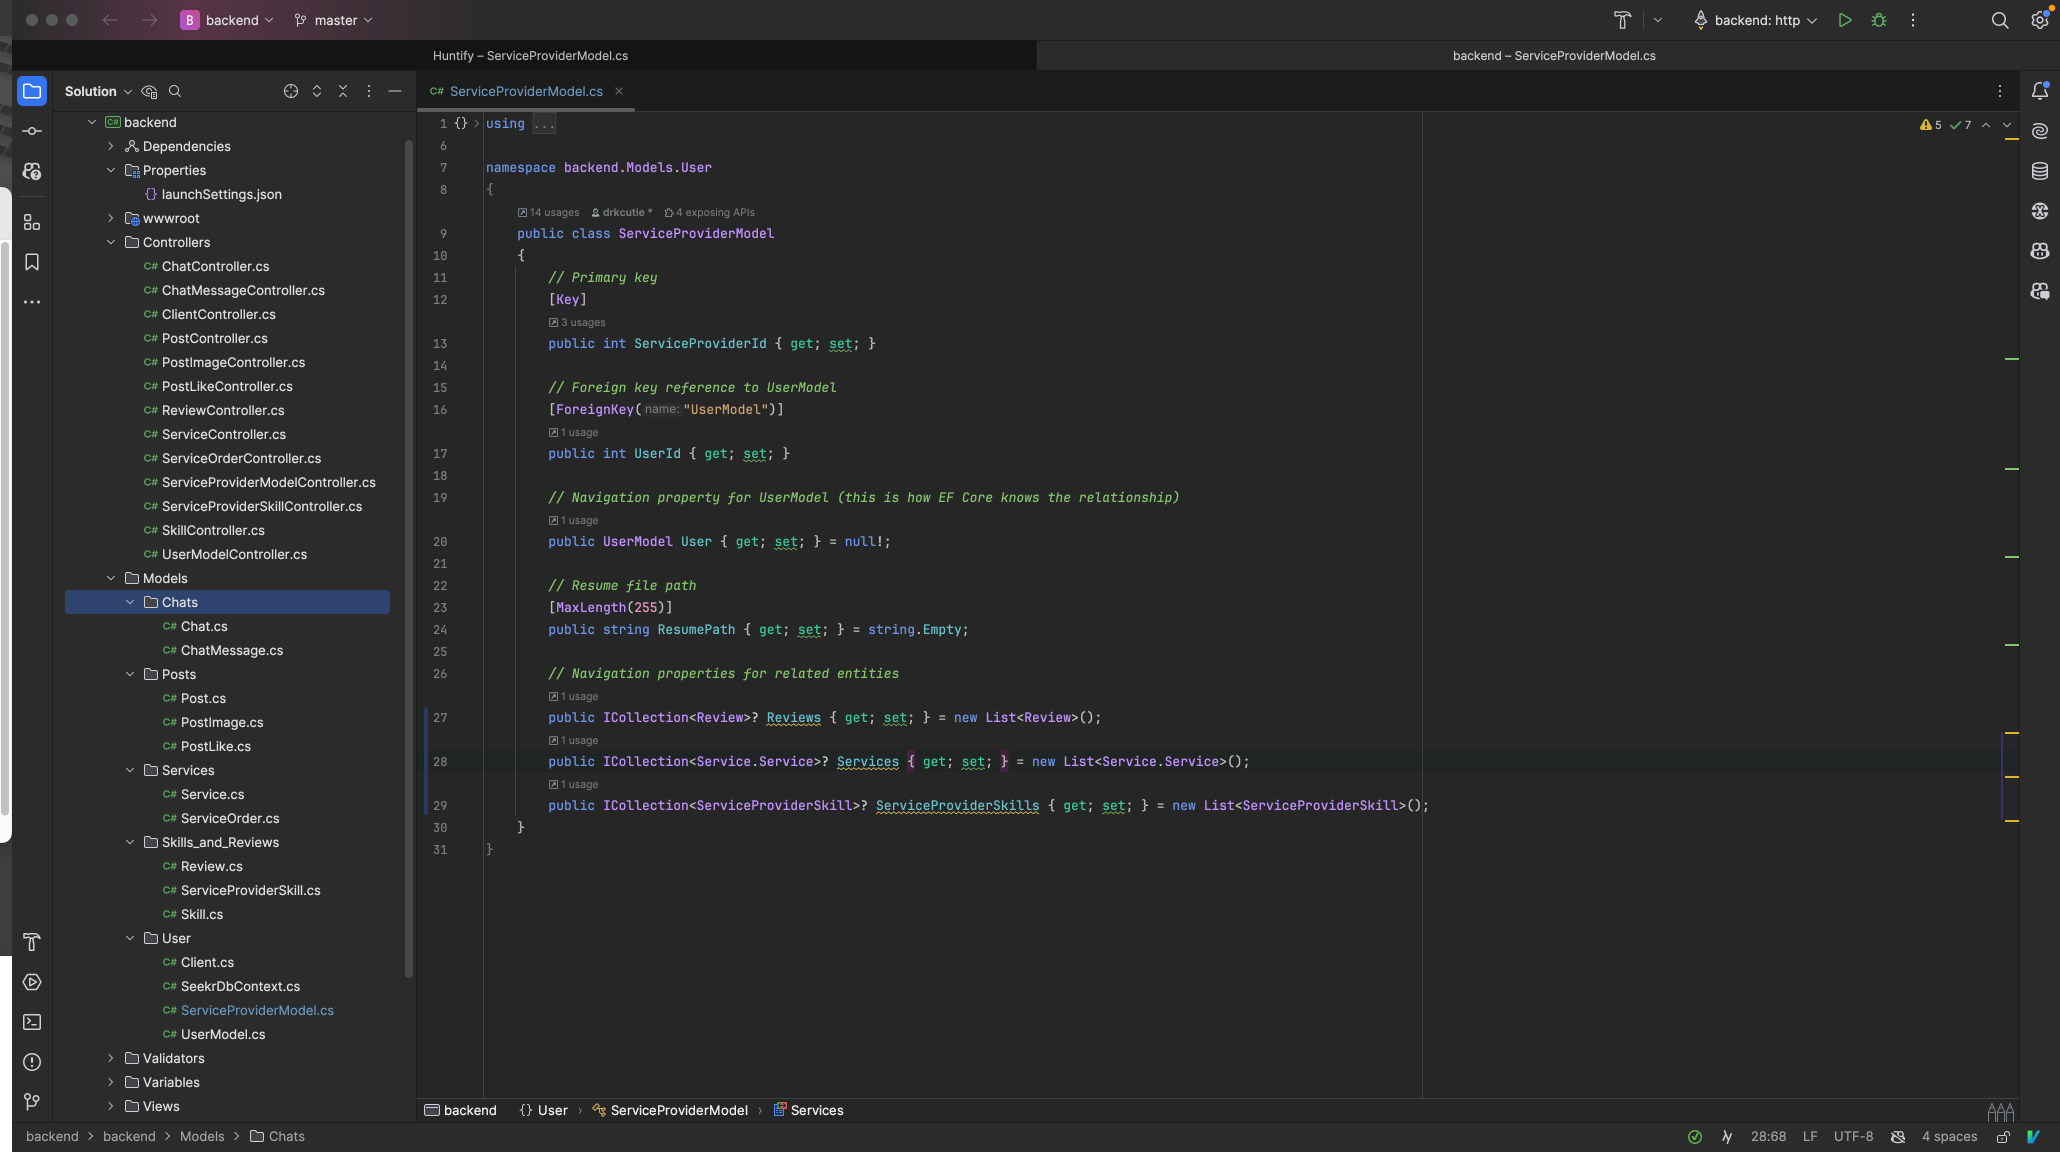 B backend master
backend: http
Huntify – ServiceProviderModel.cs
backend – ServiceProviderModel.cs
Solution
C# ServiceProviderModel.cs
backend
Dependencies
Properties
launchSettings.json
wwwroot
Controllers
C# ChatController.cs
C# ChatMessageController.cs
C# ClientController.cs
C# PostController.cs
C# PostImageController.cs
C# PostLikeController.cs
C# ReviewController.cs
C# ServiceController.cs
C# ServiceOrderController.cs
C# ServiceProviderModelController.cs
C# ServiceProviderSkillController.cs
C# SkillController.cs
C# UserModelController.cs
Models
Chats
C# Chat.cs
C# ChatMessage.cs
Posts
C# Post.cs
C# PostImage.cs
C# PostLike.cs
Services
C# Service.cs
C# ServiceOrder.cs
Skills_and_Reviews
C# Review.cs
C# ServiceProviderSkill.cs
C# Skill.cs
User
C# Client.cs
C# SeekrDbContext.cs
C# ServiceProviderModel.cs
C# UserModel.cs
Validators
Variables
Views
5 7
1 {} using ...
6
7 namespace backend.Models.User
8 {
14 usages drkcutie * 4 exposing APIs
9 public class ServiceProviderModel
10 {
11 // Primary key
12 [Key]
3 usages
13 public int ServiceProviderId { get; set; }
14
15 // Foreign key reference to UserModel
16 [ForeignKey( name: "UserModel")]
1 usage
17 public int UserId { get; set; }
18
19 // Navigation property for UserModel (this is how EF Core knows the relationship)
1 usage
20 public UserModel User { get; set; } = null!;
21
22 // Resume file path
23 [MaxLength(255)]
24 public string ResumePath { get; set; } = string.Empty;
25
26 // Navigation properties for related entities
1 usage
27 public ICollection<Review>? Reviews { get; set; } = new List<Review>();
1 usage
28 public ICollection<Service.Service>? Services { get; set; } = new List<Service.Service>();
1 usage
29 public ICollection<ServiceProviderSkill>? ServiceProviderSkills { get; set; } = new List<ServiceProviderSkill>();
30 }
31 }
backend {} User › ServiceProviderModel › Services
backend > backend > Models > Chats
28:68 LF UTF-8 4 spaces